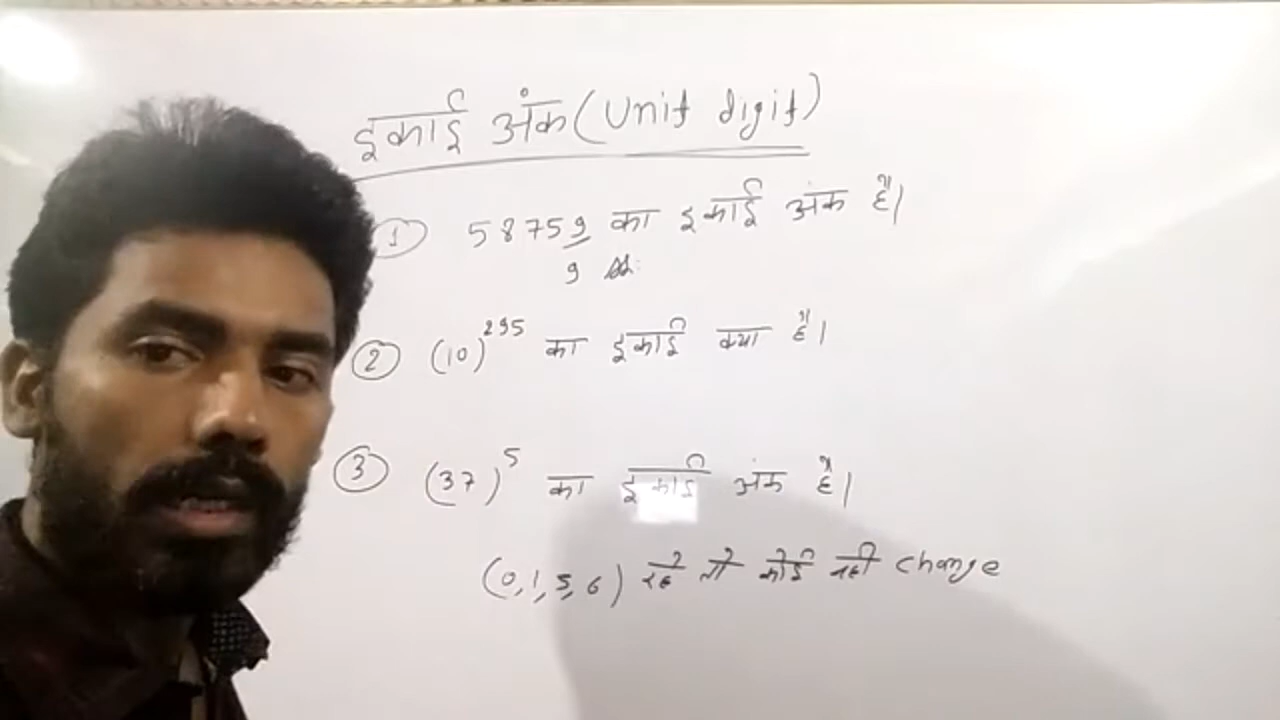 इकाई अंक (Unit digit)
① 58759 का इकाई अंक है।
9
② (10)²⁹⁵ का इकाई क्या है।
③ (37)⁵ का इकाई अंक है।
(0,1,5,6) रहे तो कोई नही change